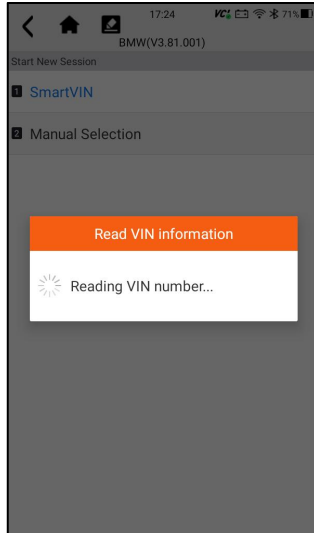 17:24 VC 71%
BMW(V3.81.001)
Start New Session
1 SmartVIN
2 Manual Selection
Read VIN information
Reading VIN number...